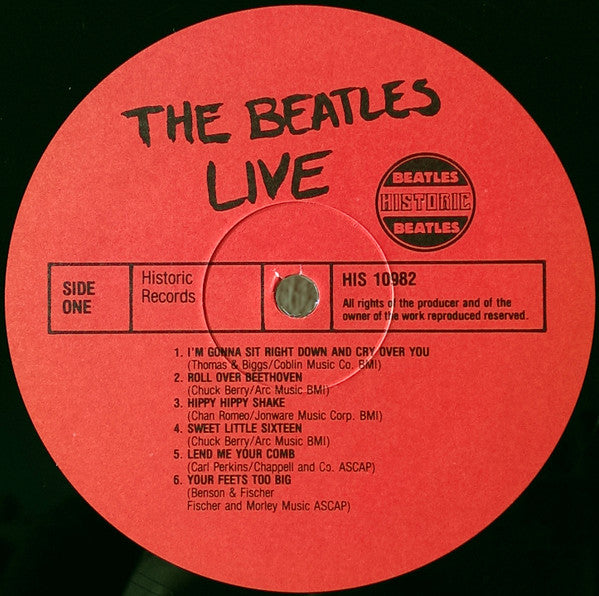 THE BEATLES
LIVE
BEATLES
HISTORIC
BEATLES
SIDE
ONE
Historic
Records
HIS 10982
All rights of the producer and of the
owner of the work reproduced reserved.
1. I'M GONNA SIT RIGHT DOWN AND CRY OVER YOU
(Thomas & Biggs/Coblin Music Co. BMI)
2. ROLL OVER BEETHOVEN
(Chuck Berry/Arc Music BMI)
3. HIPPY HIPPY SHAKE
(Chan Romeo/Jonware Music Corp. BMI)
4. SWEET LITTLE SIXTEEN
(Chuck Berry/Arc Music BMI)
5. LEND ME YOUR COMB
(Carl Perkins/Chappell and Co. ASCAP)
6. YOUR FEETS TOO BIG
(Benson & Fischer
Fischer and Morley Music ASCAP)